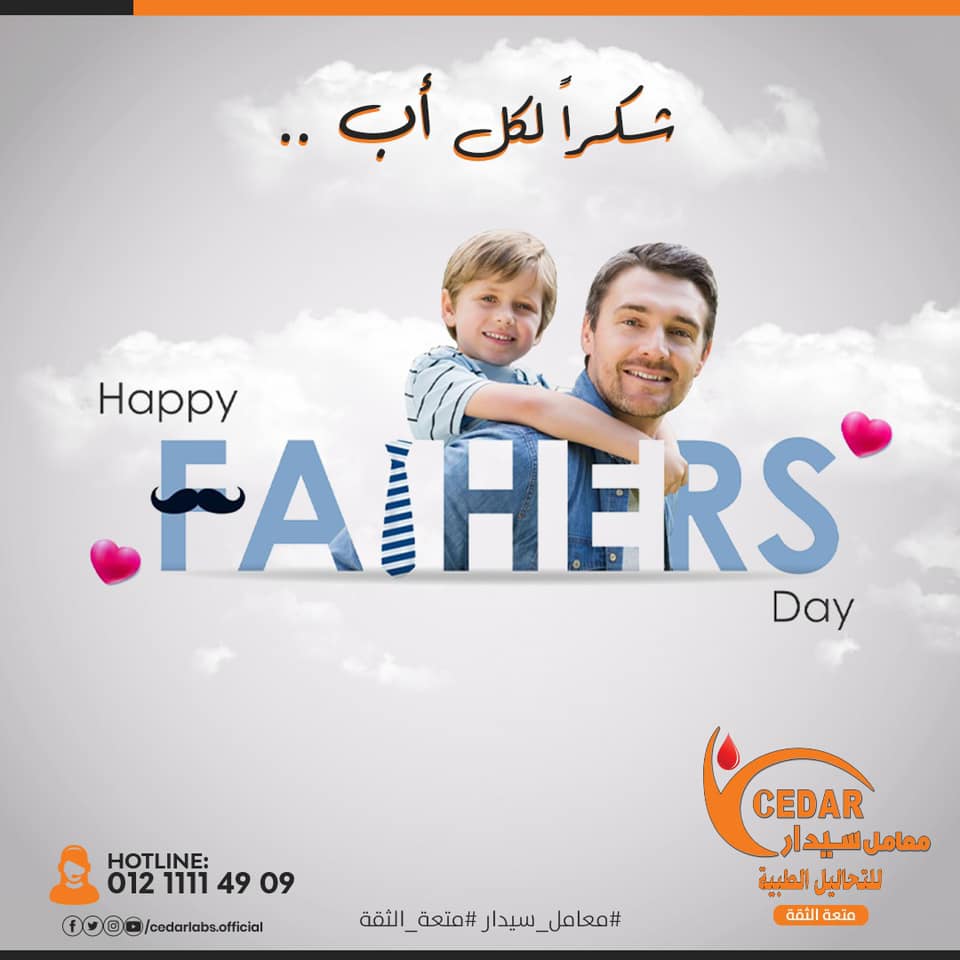 شكراً لكل أب ..
Happy
FATHERS
Day
CEDAR
معامل سيدار
للتحاليل الطبية
متعة الثقة
HOTLINE:
012 1111 49 09
/cedarlabs.official
#معامل_سيدار #متعة_الثقة